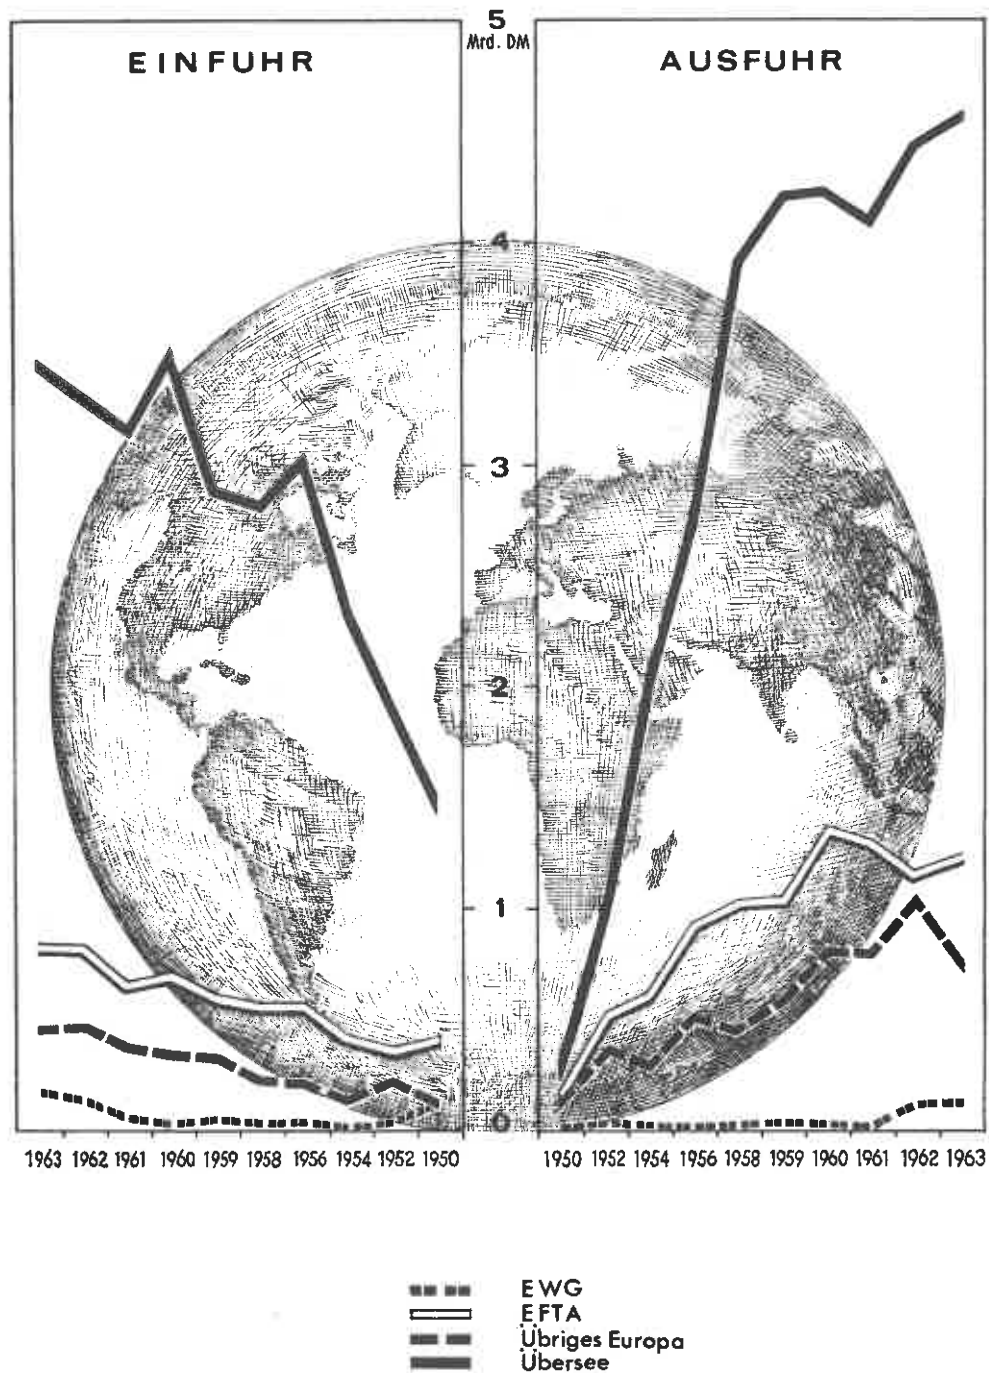 5
Mrd. DM
EINFUHR
AUSFUHR
4
3
2
1
0
1963 1962 1961 1960 1959 1958 1956 1954 1952 1950
1950 1952 1954 1956 1958 1959 1960 1961 1962 1963
EWG
EFTA
Übriges Europa
Übersee